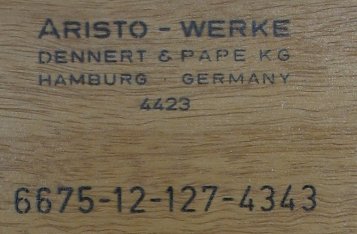 ARISTO - WERKE
DENNERT & PAPE KG
HAMBURG · GERMANY
4423
6675-12-127-4343